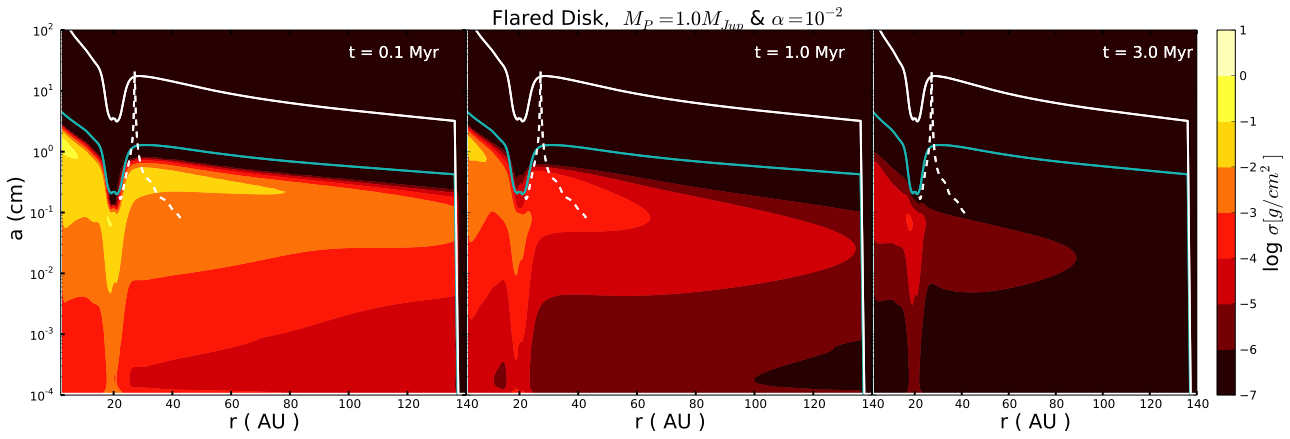 Flared Disk, M_P = 1.0M_Jup & α = 10^-2
t = 0.1 Myr t = 1.0 Myr t = 3.0 Myr
a (cm)
10^2
10^1
10^0
10^-1
10^-2
10^-3
10^-4
20 40 60 80 100 120 140 20 40 60 80 100 120 140 20 40 60 80 100 120 140
r ( AU ) r ( AU ) r ( AU )
1
0
−1
−2
−3
−4
−5
−6
−7
log σ[g/cm^2]